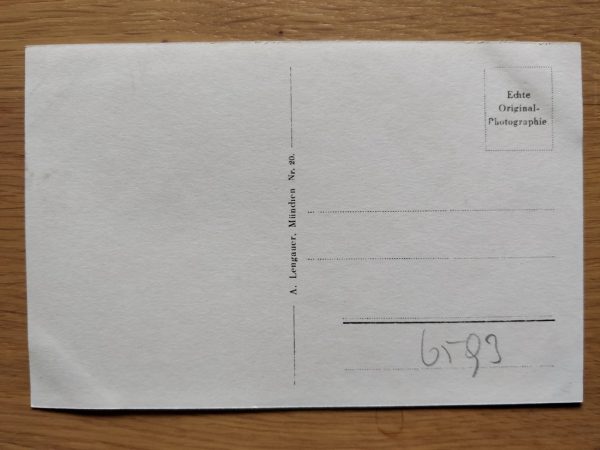 Echte
Original-
Photographie
A. Lengauer, München Nr. 20.
6593